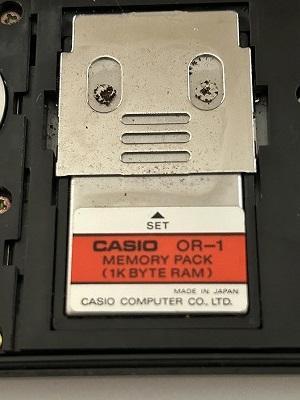 SET
CASIO OR-1
MEMORY PACK
(1K BYTE RAM)
MADE IN JAPAN
CASIO COMPUTER CO., LTD.